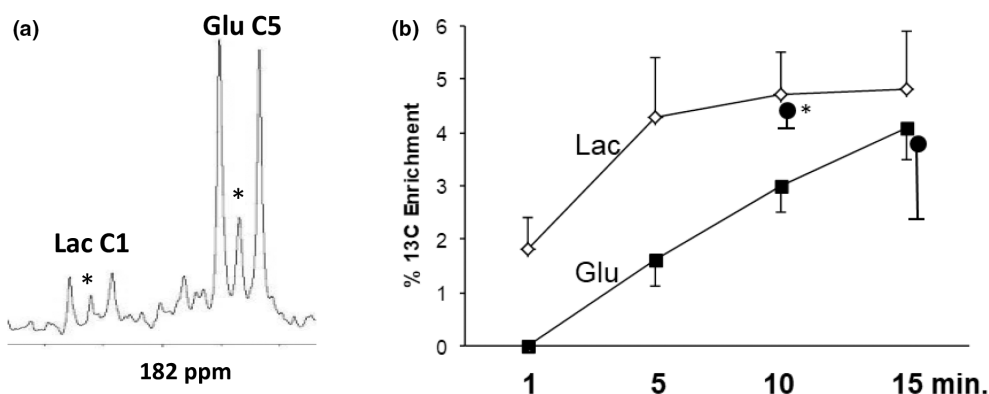 (a)
Glu C5
*
Lac C1
*
182 ppm
(b)
% 13C Enrichment
6
5
4
3
2
1
0
Lac
*
Glu
1 5 10 15 min.